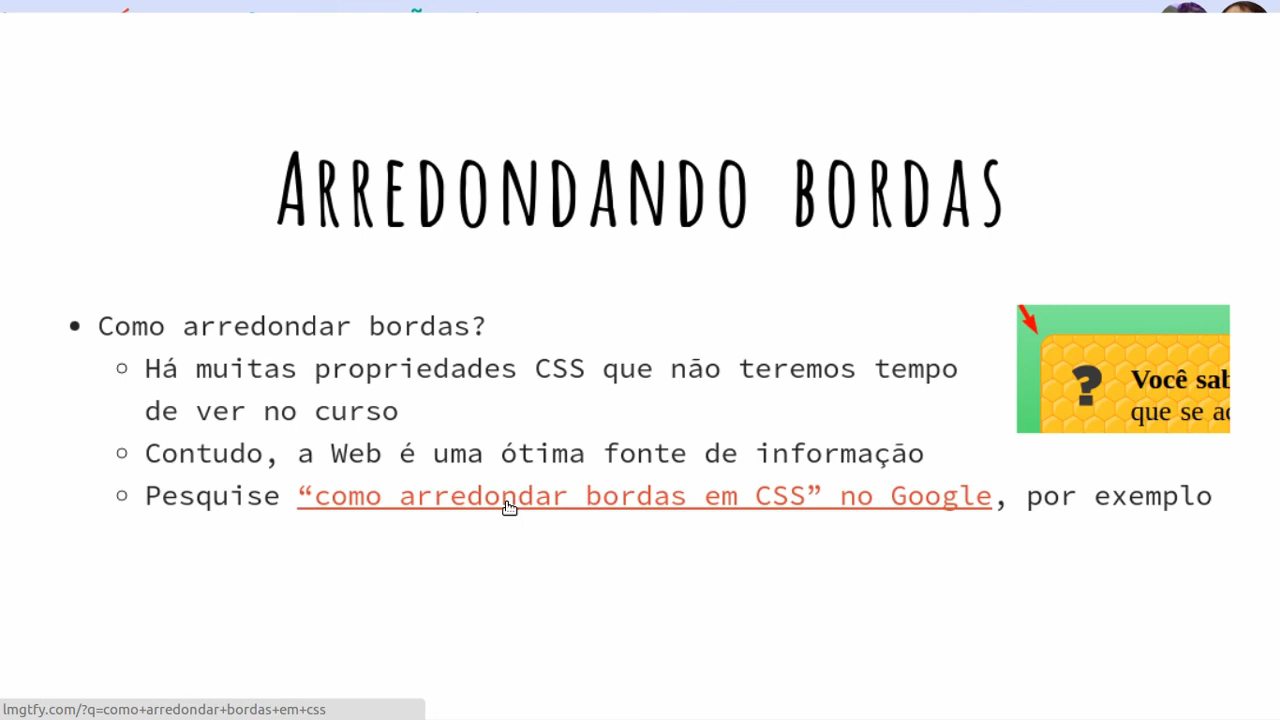 Arredondando bordas
Como arredondar bordas?
Há muitas propriedades CSS que não teremos tempo
de ver no curso
Contudo, a Web é uma ótima fonte de informação
Pesquise “como arredondar bordas em CSS” no Google, por exemplo
?
Você
que se
lmgtfy.com/?q=como+arredondar+bordas+em+css